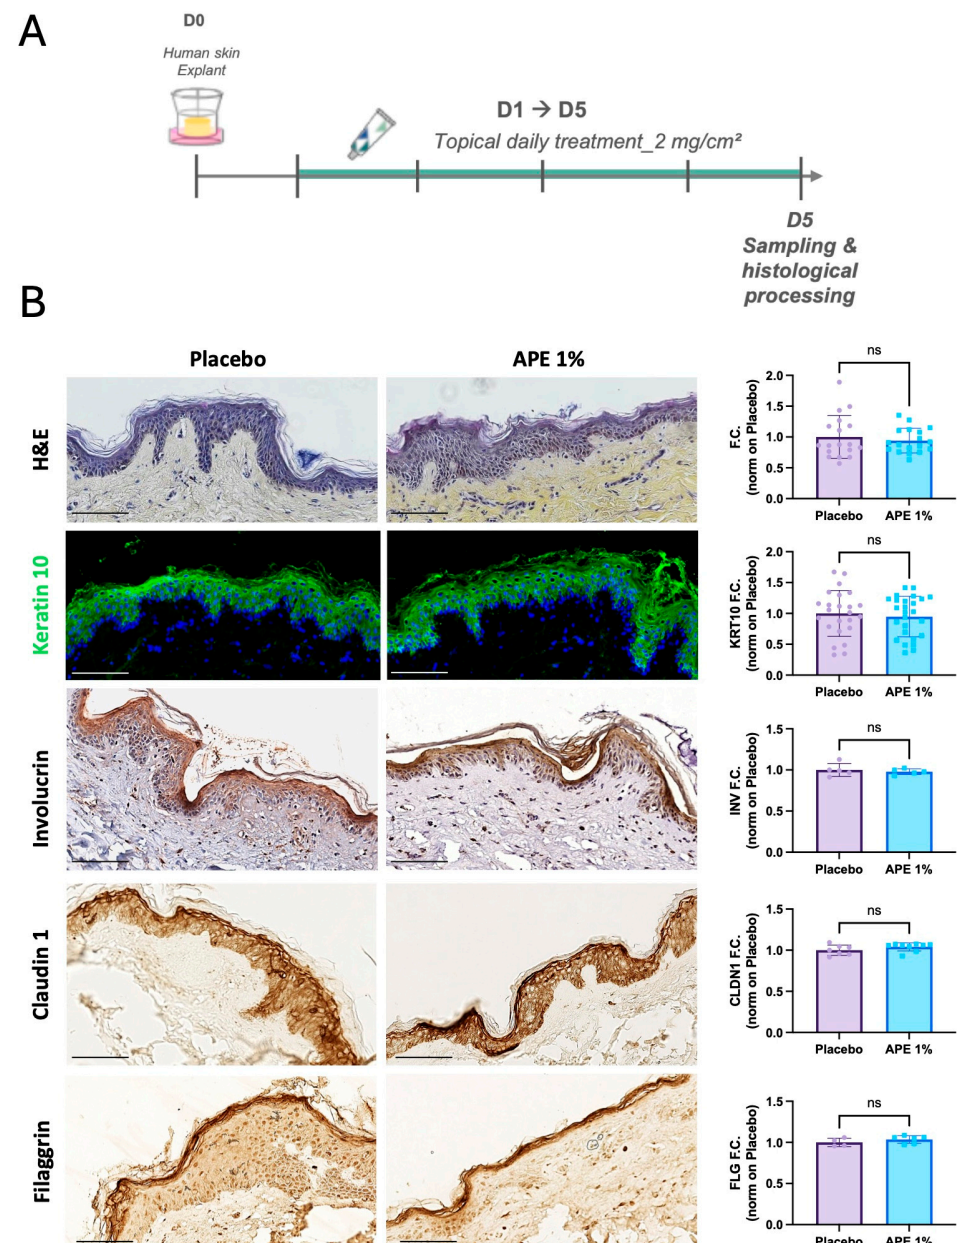 A
D0
Human skin
Explant
D1 → D5
Topical daily treatment_2 mg/cm²
D5
Sampling &
histological
processing
B
Placebo
APE 1%
H&E
F.C.
(norm on Placebo)
2.0
1.5
1.0
0.5
0.0
ns
Placebo
APE 1%
Keratin 10
KRT10 F.C.
(norm on Placebo)
2.0
1.5
1.0
0.5
0.0
ns
Placebo
APE 1%
Involucrin
INV F.C.
(norm on Placebo)
1.5
1.0
0.5
0.0
ns
Placebo
APE 1%
Claudin 1
CLDN1 F.C.
(norm on Placebo)
1.5
1.0
0.5
0.0
ns
Placebo
APE 1%
Filaggrin
FLG F.C.
(norm on Placebo)
1.5
1.0
0.5
0.0
ns
Placebo
APE 1%